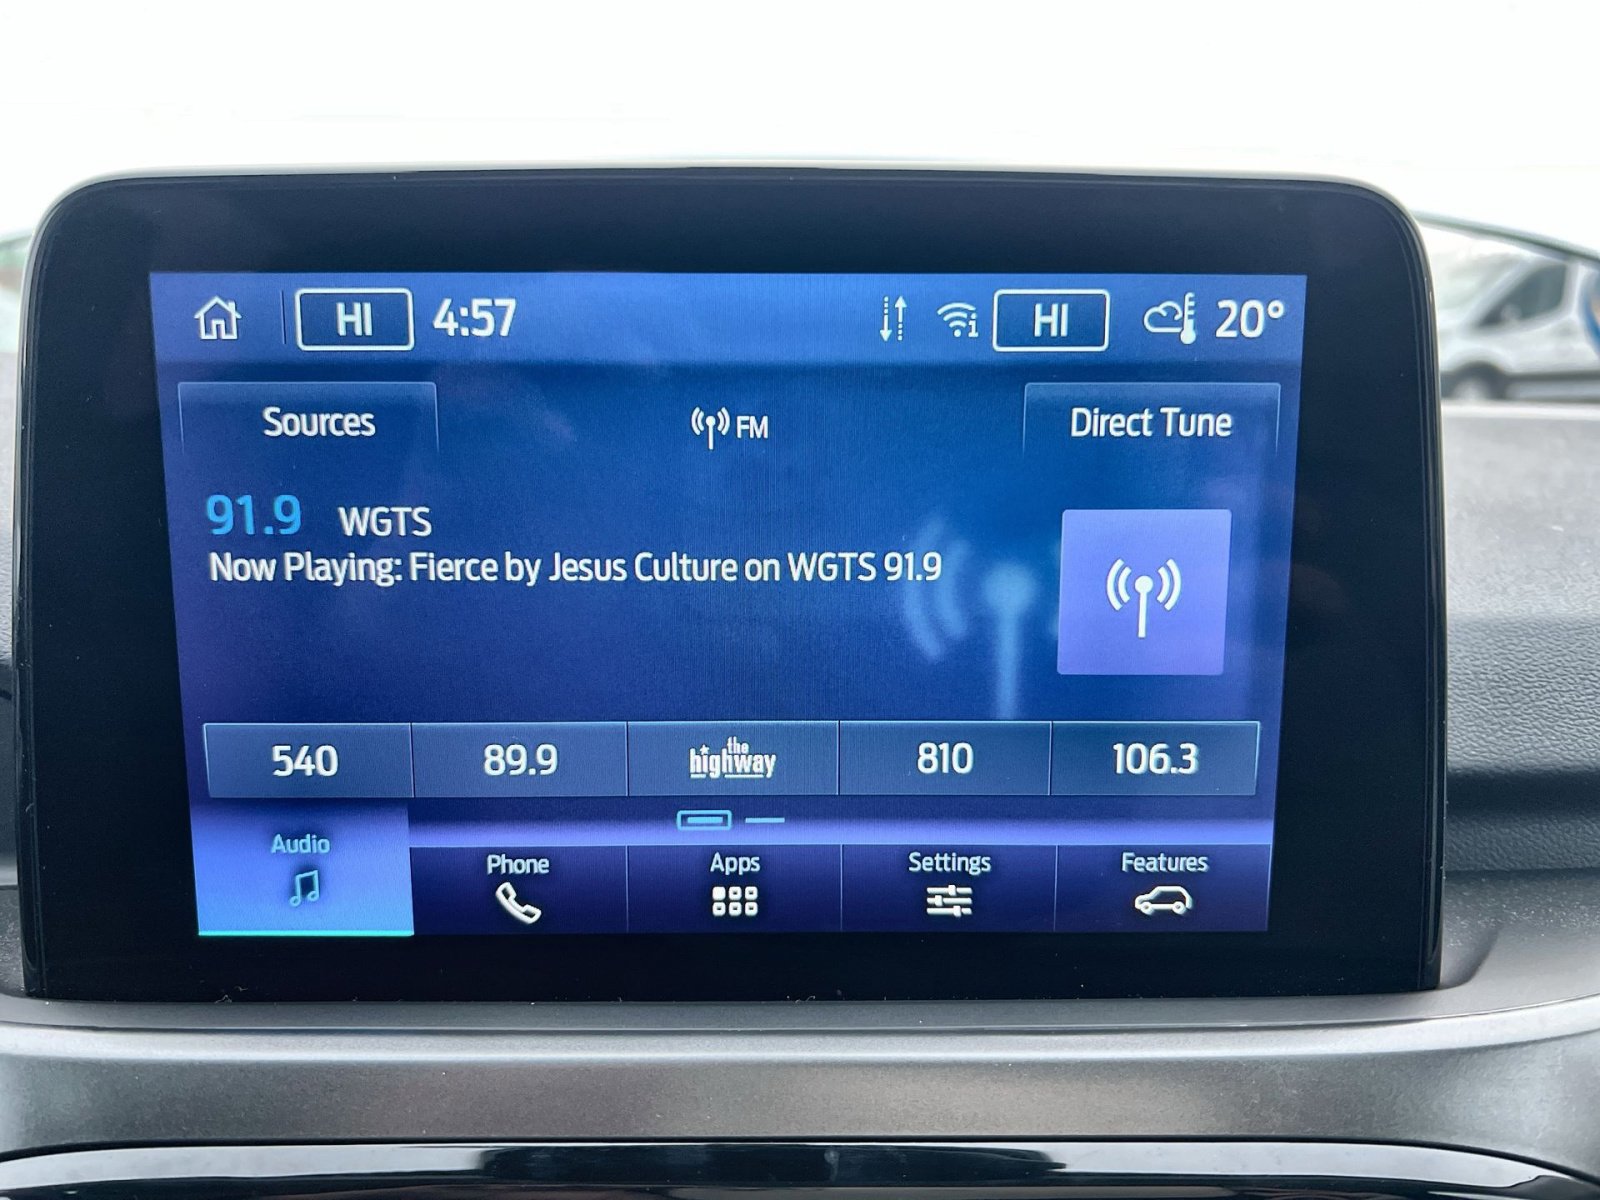 HI 4:57 HI 20°
Sources FM Direct Tune
91.9 WGTS
Now Playing: Fierce by Jesus Culture on WGTS 91.9
540 89.9 the highway 810 106.3
Audio Phone Apps Settings Features